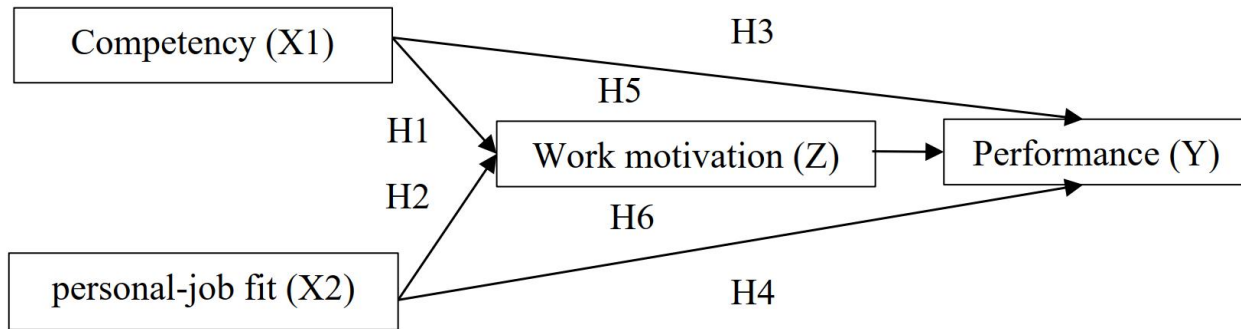 Competency (X1)
H3
H5
H1
Work motivation (Z)
Performance (Y)
H2
H6
personal-job fit (X2)
H4